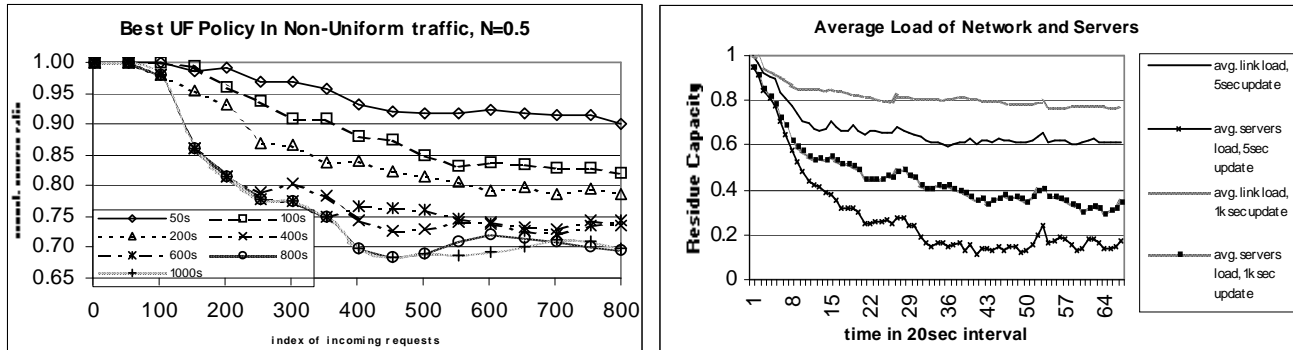 Best UF Policy In Non-Uniform traffic, N=0.5
1.00
0.95
0.90
0.85
0.80
0.75
0.70
0.65
50s
100s
200s
400s
600s
800s
1000s
0 100 200 300 400 500 600 700 800
index of incoming requests
Average Load of Network and Servers
Residue Capacity
1
0.8
0.6
0.4
0.2
0
1 8 15 22 29 36 43 50 57 64
time in 20sec interval
avg. link load,
5sec update
avg. servers
load, 5sec
update
avg. link load,
1k sec update
avg. servers
load, 1k sec
update